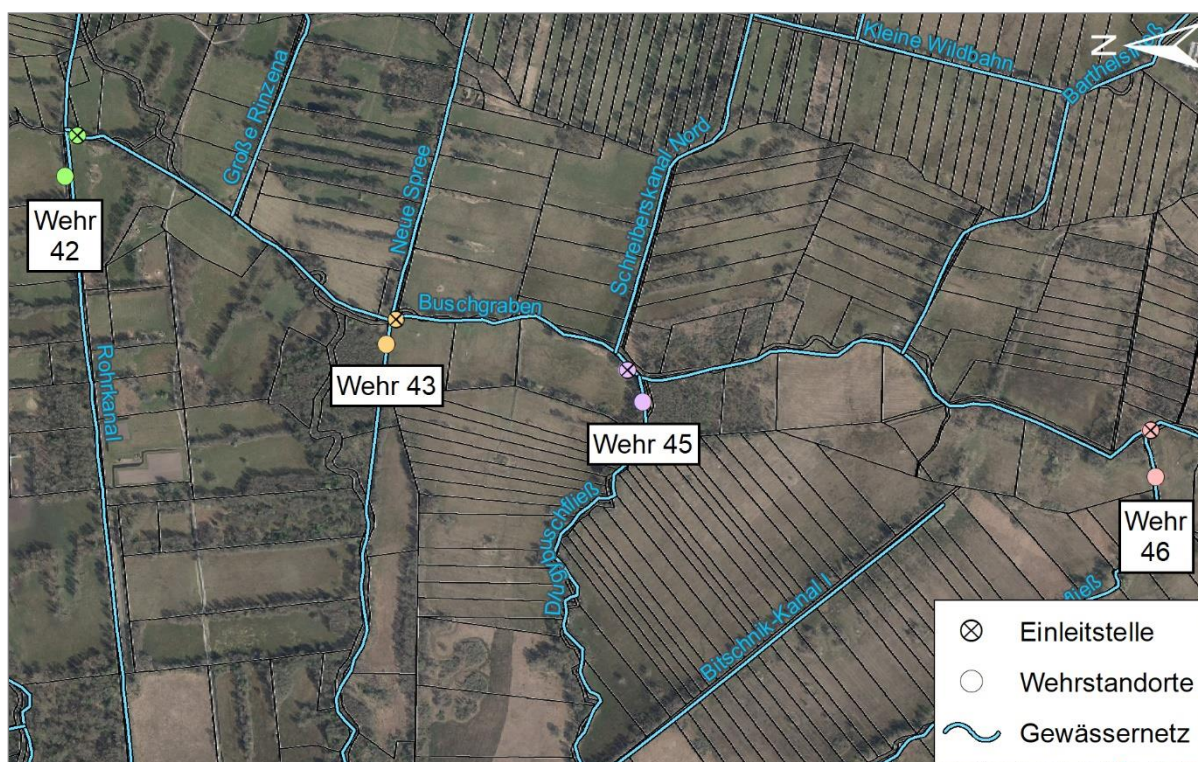 Kleine Wildbahn
N
Barthelsfließ
Große Rinzena
Neue Spree
Schreiberskanal Nord
Wehr
42
Buschgraben
Wehr 43
Rohrkanal
Wehr 45
Dlugybuschfließ
Wehr
46
Bitschnik-Kanal I
fließ
Einleitstelle
Wehrstandorte
Gewässernetz